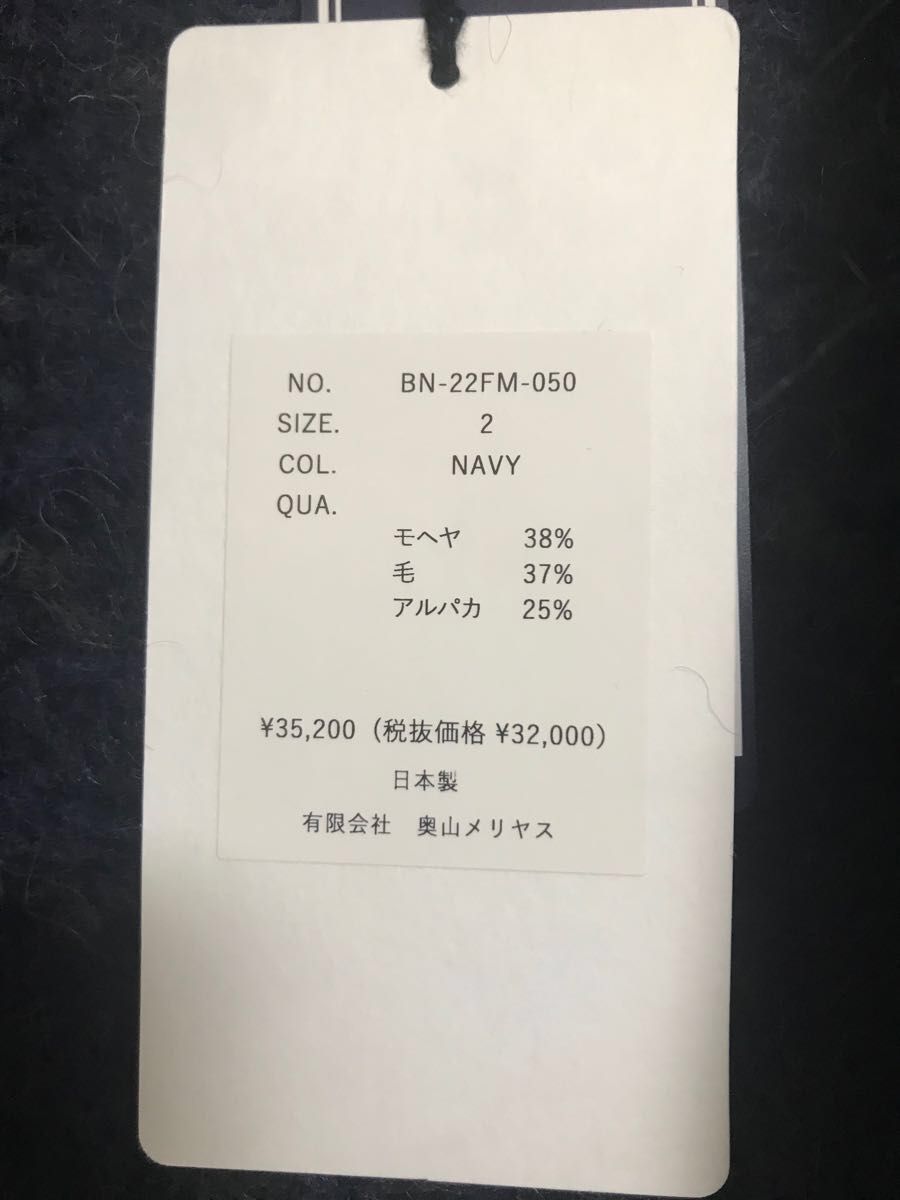 NO. BN-22FM-050
SIZE. 2
COL. NAVY
QUA.
モヘヤ 38%
毛 37%
アルパカ 25%
¥35,200（税抜価格 ¥32,000）
日本製
有限会社　奥山メリヤス